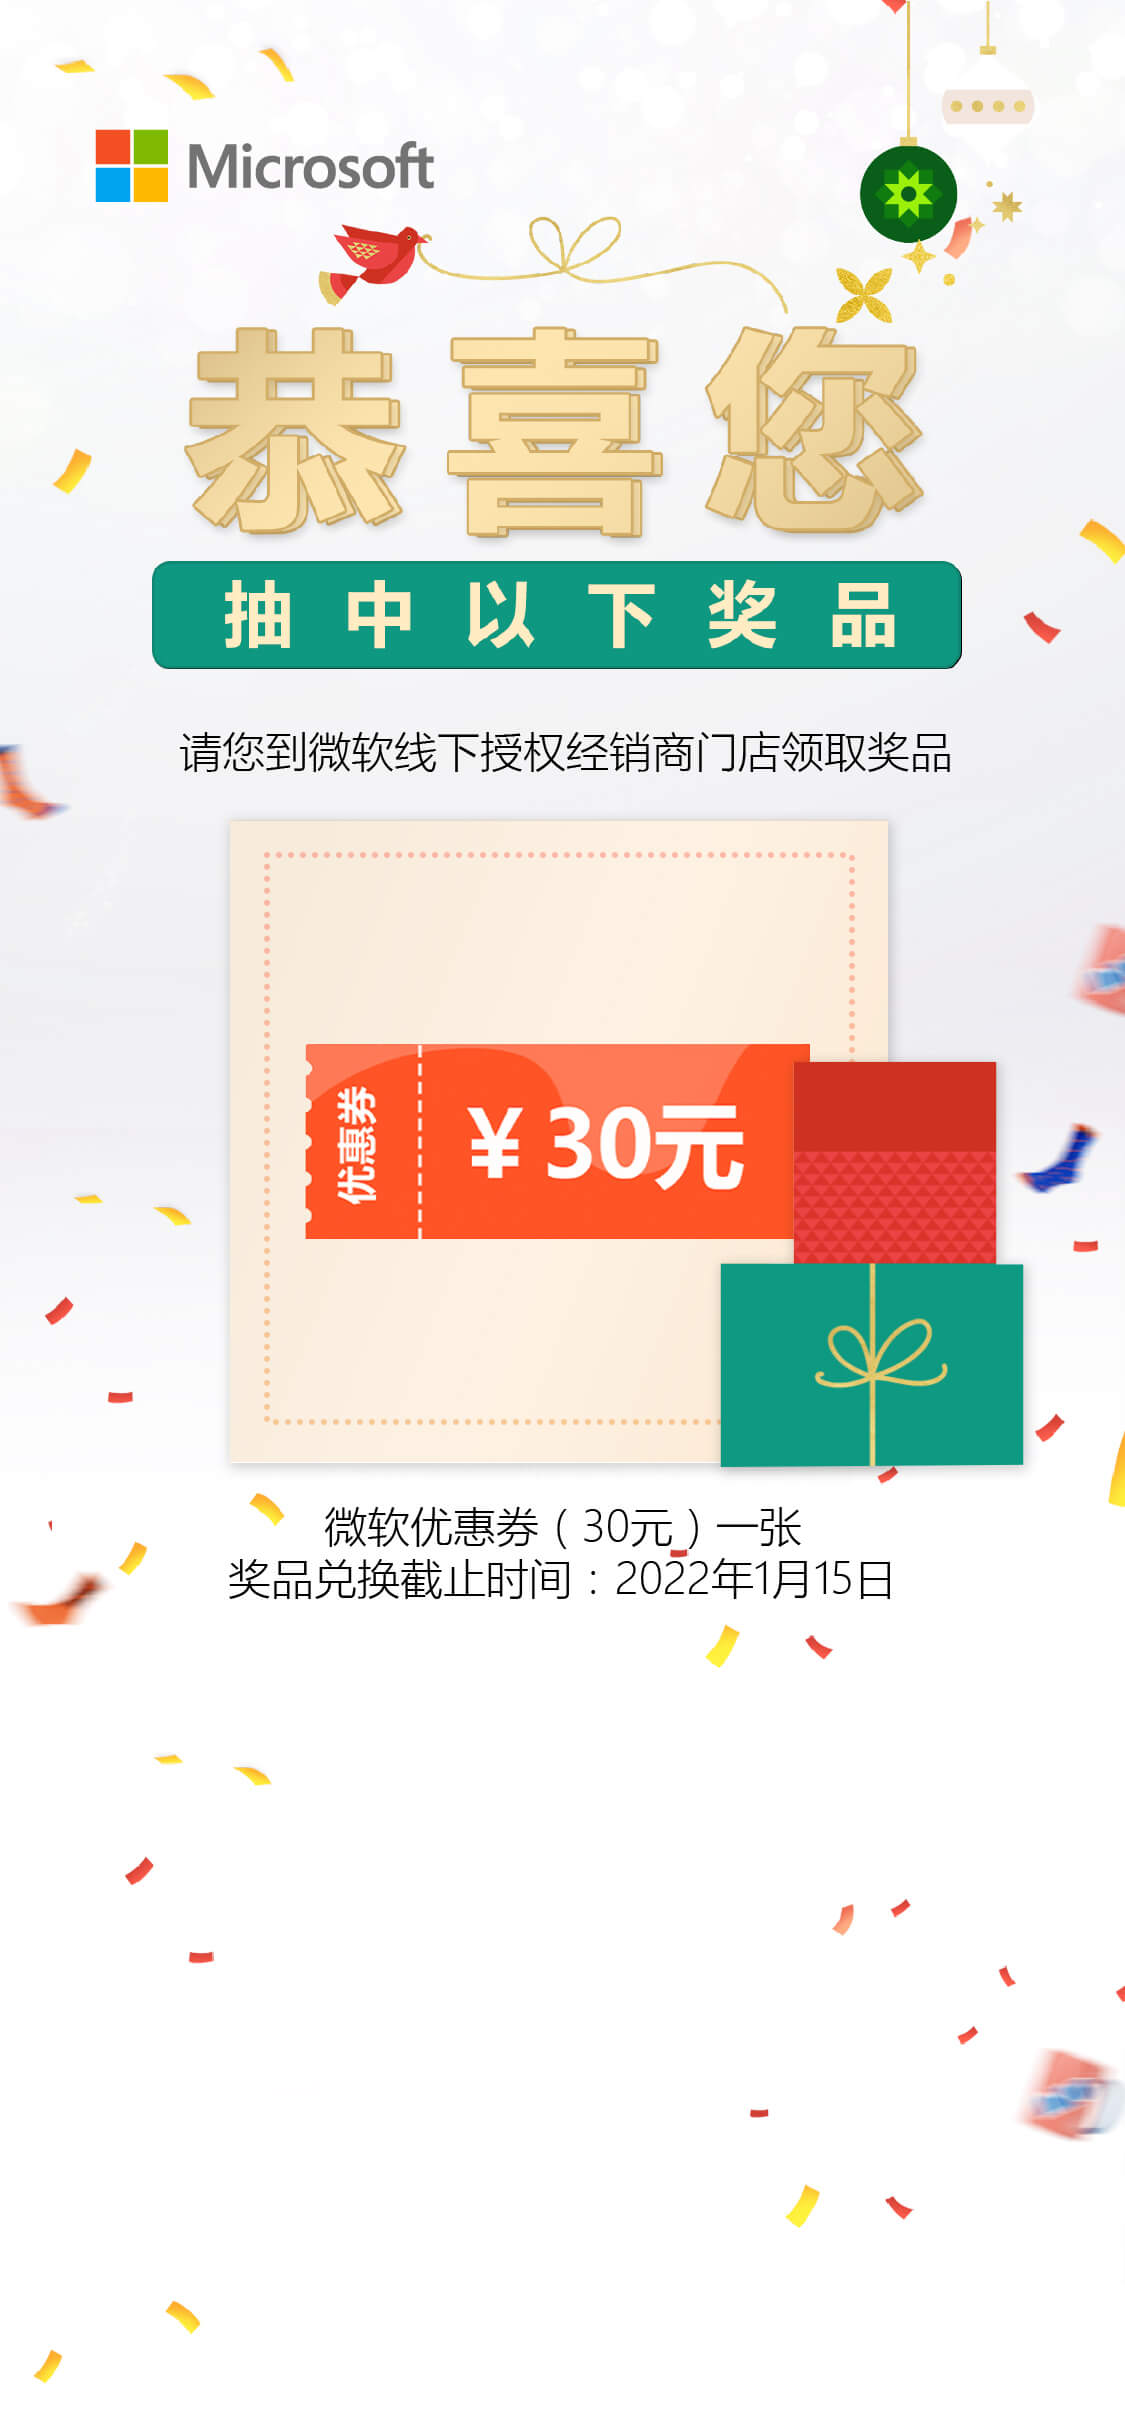 Microsoft
恭喜您
抽中以下奖品
请您到微软线下授权经销商门店领取奖品
优惠券
¥30元
微软优惠券（30元）一张
奖品兑换截止时间：2022年1月15日